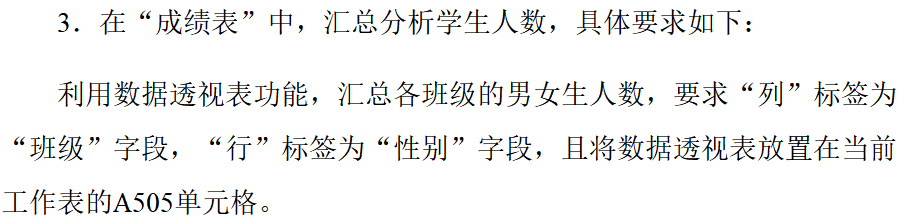 3．在“成绩表”中，汇总分析学生人数，具体要求如下：
利用数据透视表功能，汇总各班级的男女生人数，要求“列”标签为
“班级”字段，“行”标签为“性别”字段，且将数据透视表放置在当前
工作表的A505单元格。